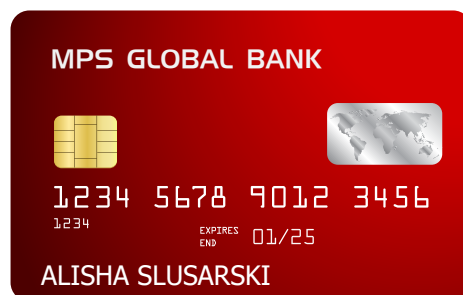 MPS GLOBAL BANK
1234 5678 9012 3456
1234
EXPIRES END 01/25
ALISHA SLUSARSKI